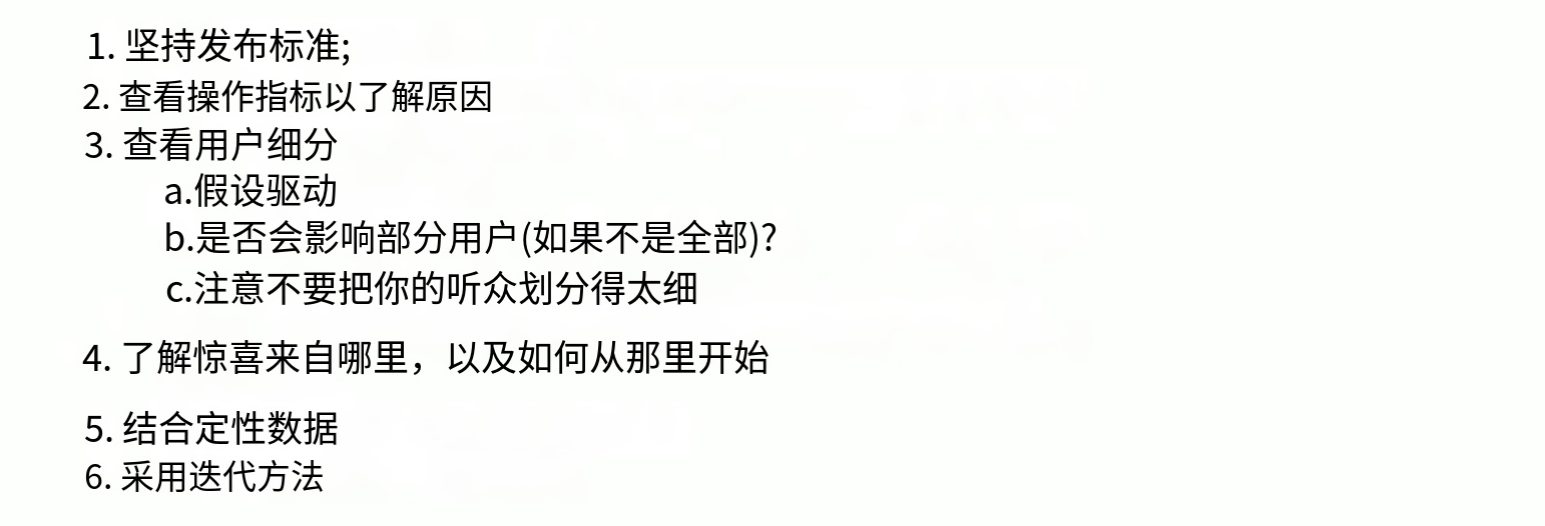 1. 坚持发布标准;
2. 查看操作指标以了解原因
3. 查看用户细分
a.假设驱动
b.是否会影响部分用户(如果不是全部)?
c.注意不要把你的听众划分得太细
4. 了解惊喜来自哪里，以及如何从那里开始
5. 结合定性数据
6. 采用迭代方法